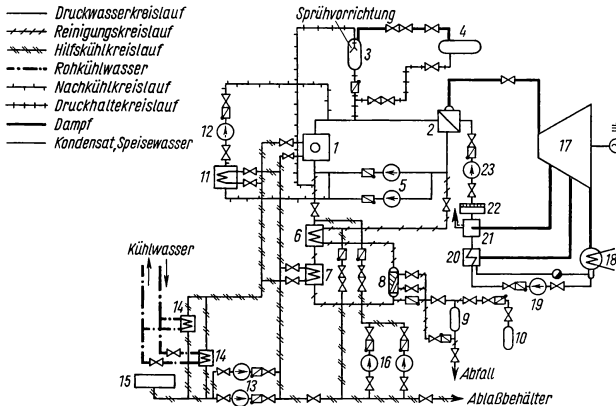 Druckwasserkreislauf
Reinigungskreislauf
Hilfskühlkreislauf
Rohkühlwasser
Nachkühlkreislauf
Druckhaltekreislauf
Dampf
Kondensat, Speisewasser
Sprühvorrichtung
3
4
12
1
2
17
5
23
11
22
6
21
20
18
Kühlwasser
7
8
19
14
9
10
14
16
15
13
Abfall
Ablaßbehälter